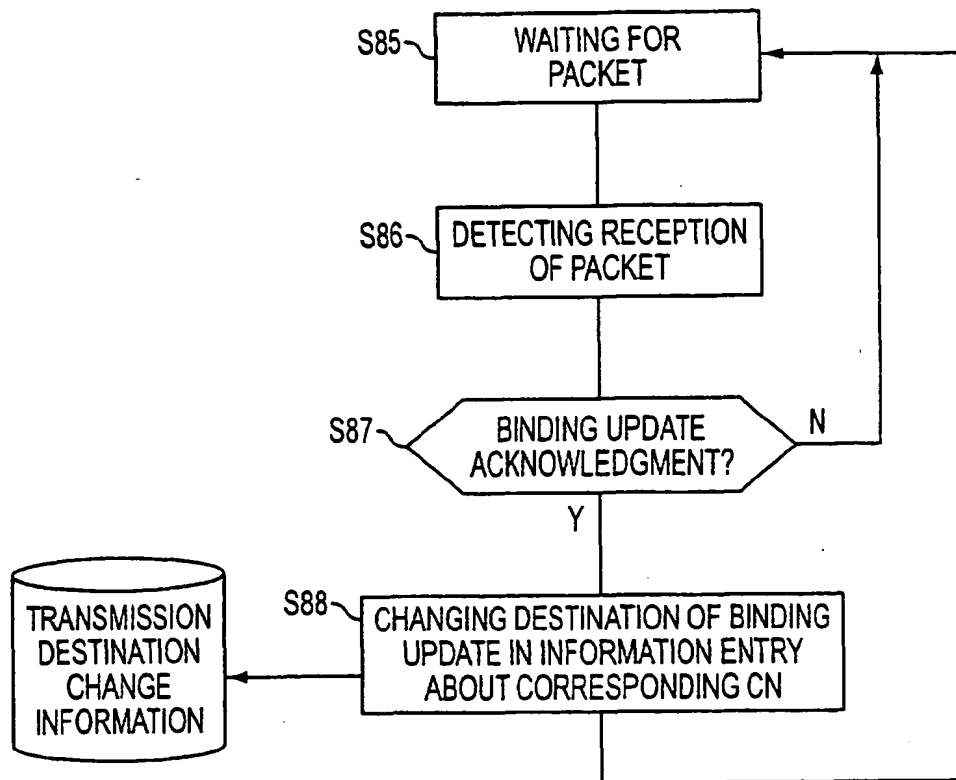 S85
WAITING FOR
PACKET
S86
DETECTING RECEPTION
OF PACKET
S87
BINDING UPDATE
ACKNOWLEDGMENT?
N
Y
S88
CHANGING DESTINATION OF BINDING
UPDATE IN INFORMATION ENTRY
ABOUT CORRESPONDING CN
TRANSMISSION
DESTINATION
CHANGE
INFORMATION